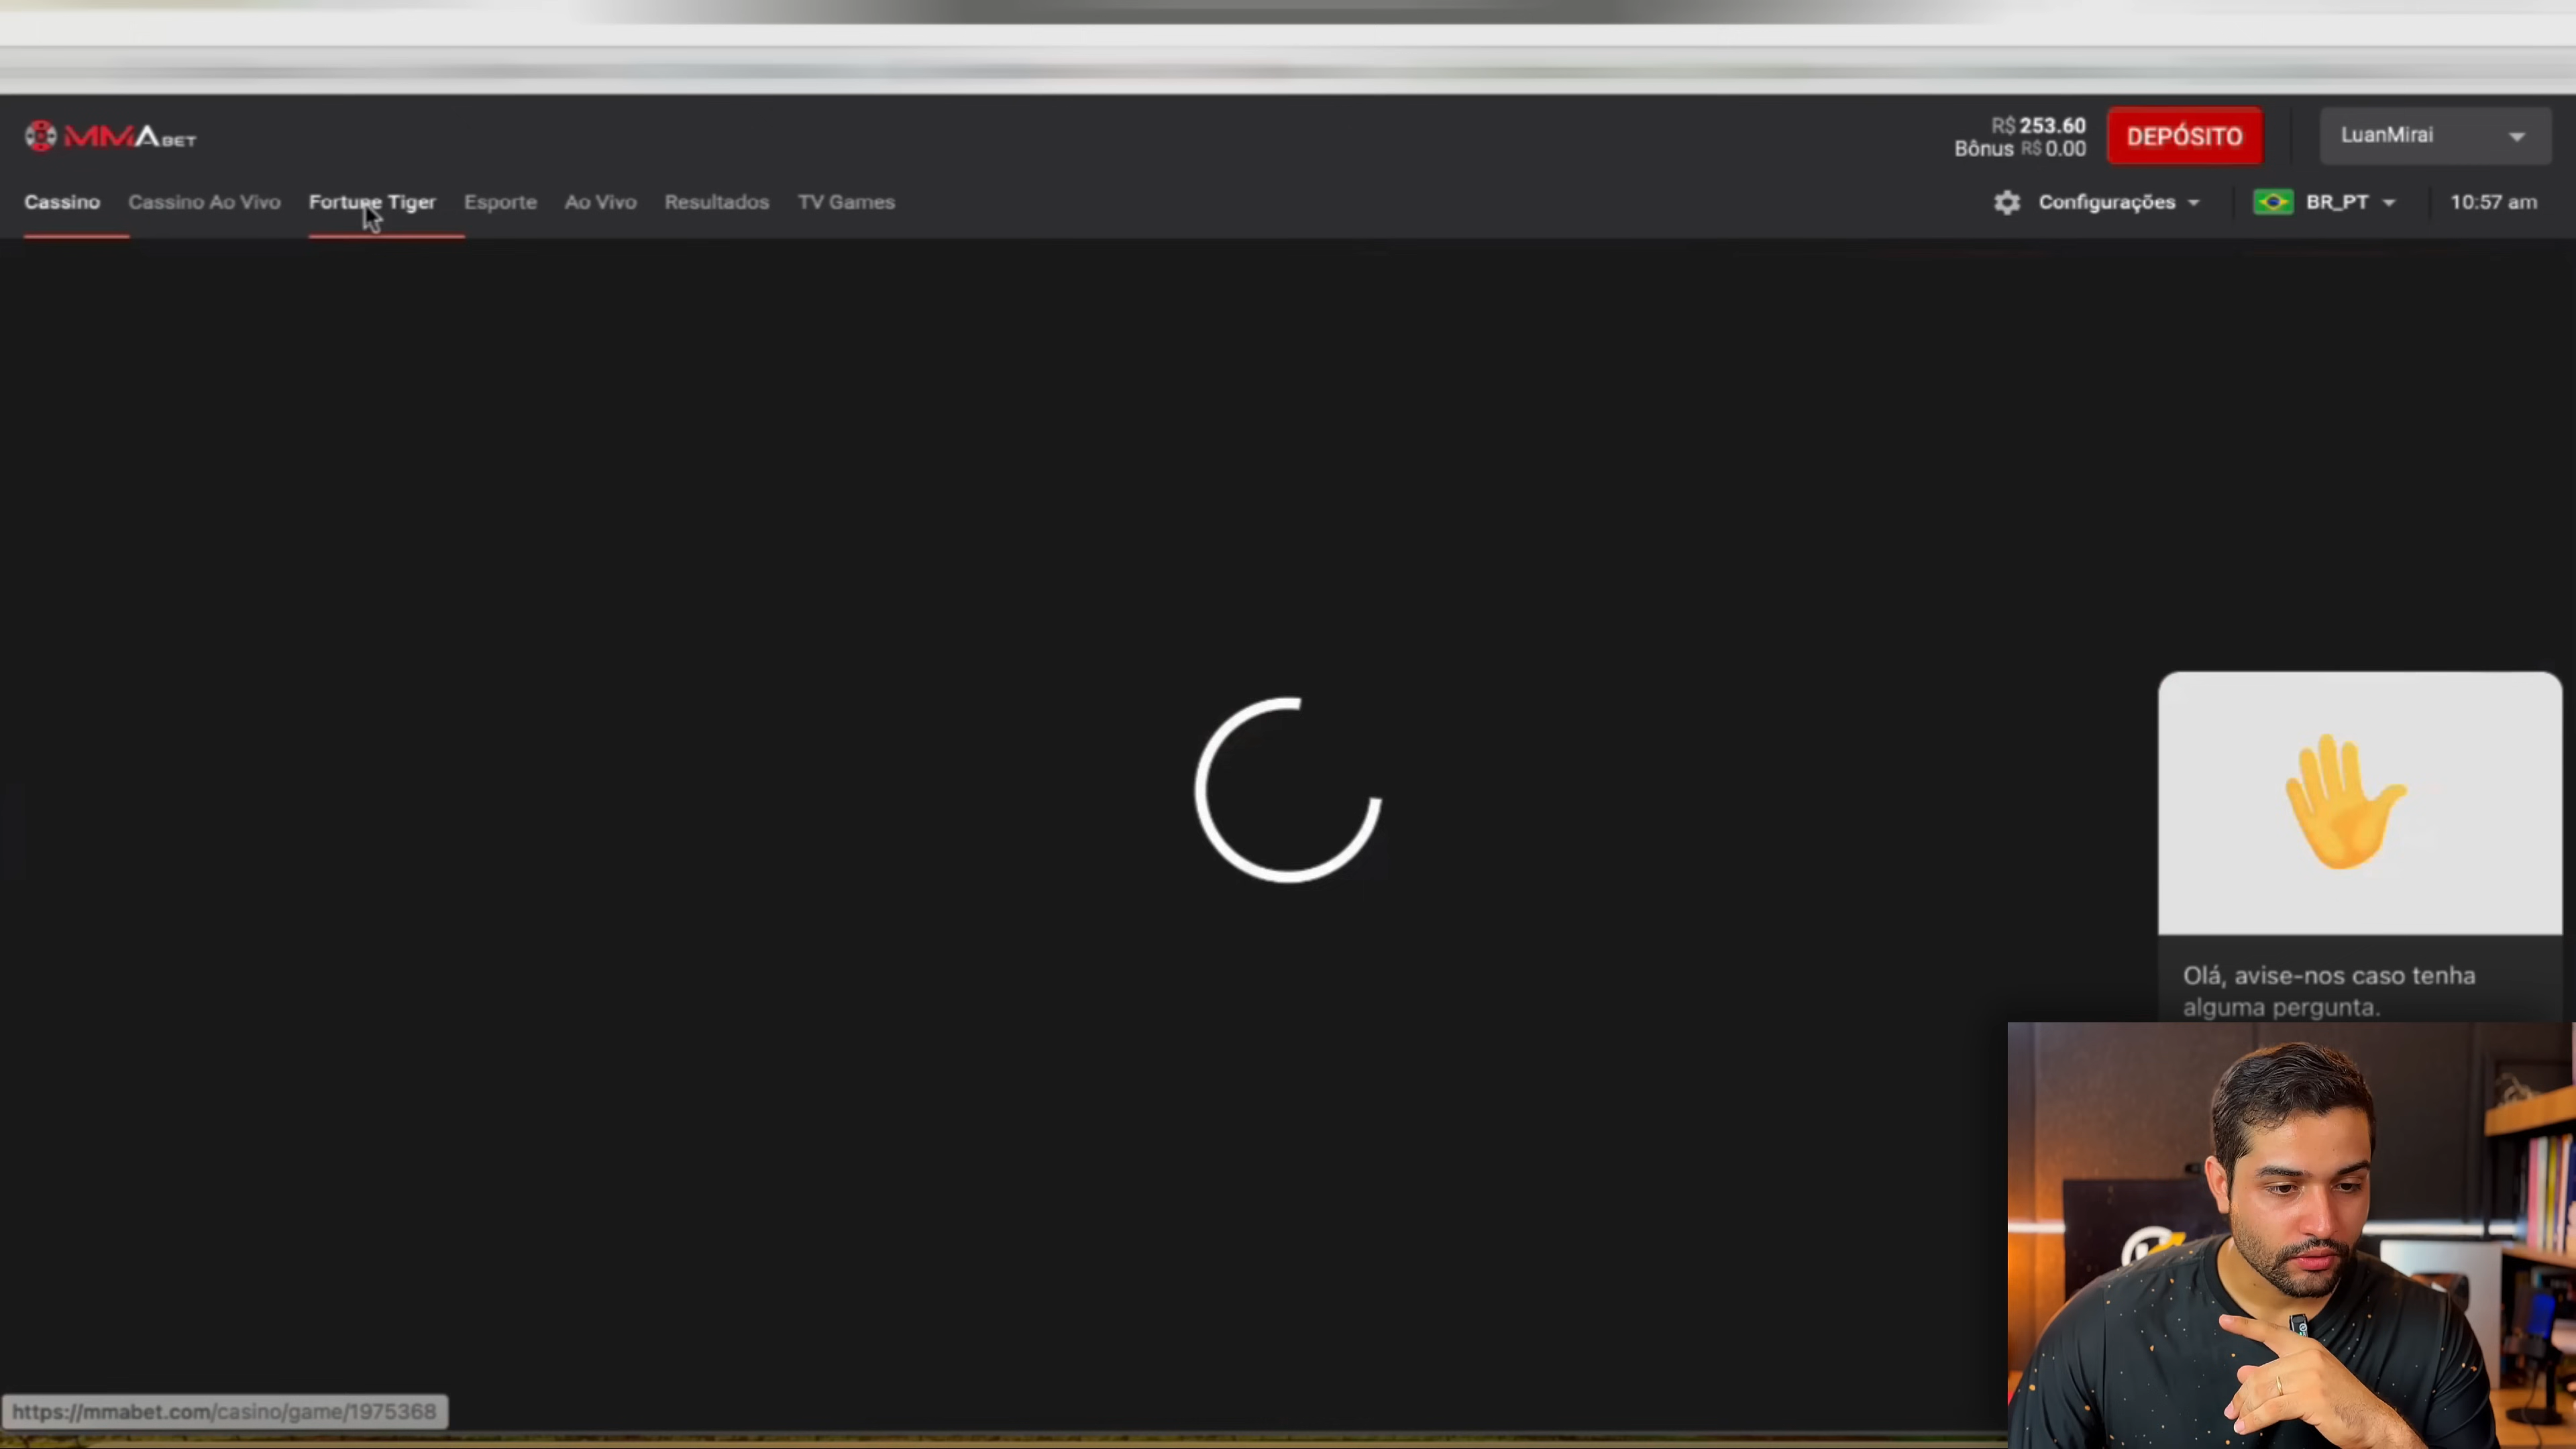 MMABET
R$ 253.60
Bônus R$ 0.00
DEPÓSITO
LuanMirai
Cassino
Cassino Ao Vivo
Fortune Tiger
Esporte
Ao Vivo
Resultados
TV Games
Configurações
BR_PT
10:57 am
Olá, avise-nos caso tenha
alguma pergunta.
https://mmabet.com/casino/game/1975368